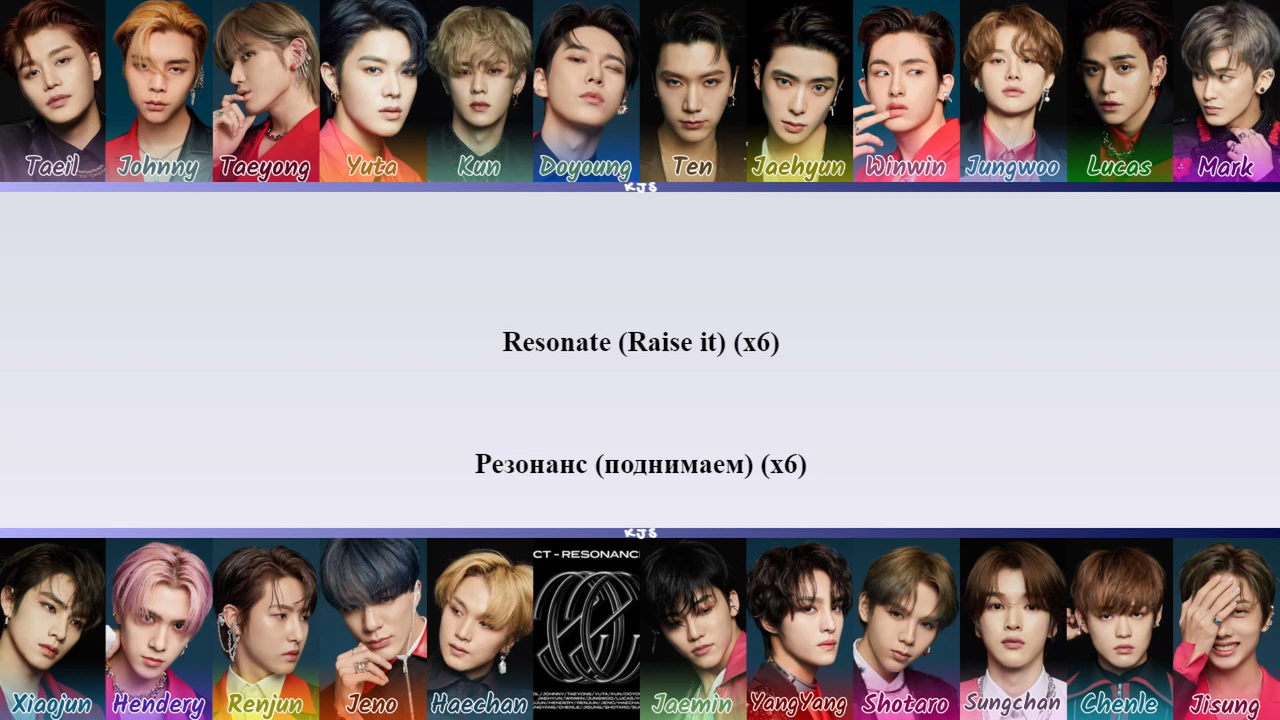 Taeil Johnny Taeyong Yuta Kun Doyoung Ten Jaehyun Winwin Jungwoo Lucas Mark
KJS
Resonate (Raise it) (x6)
Резонанс (поднимаем) (x6)
KJS
CT - RESONANC
Xiaojun Hendery Renjun Jeno Haechan Jaemin YangYang Shotaro Sungchan Chenle Jisung